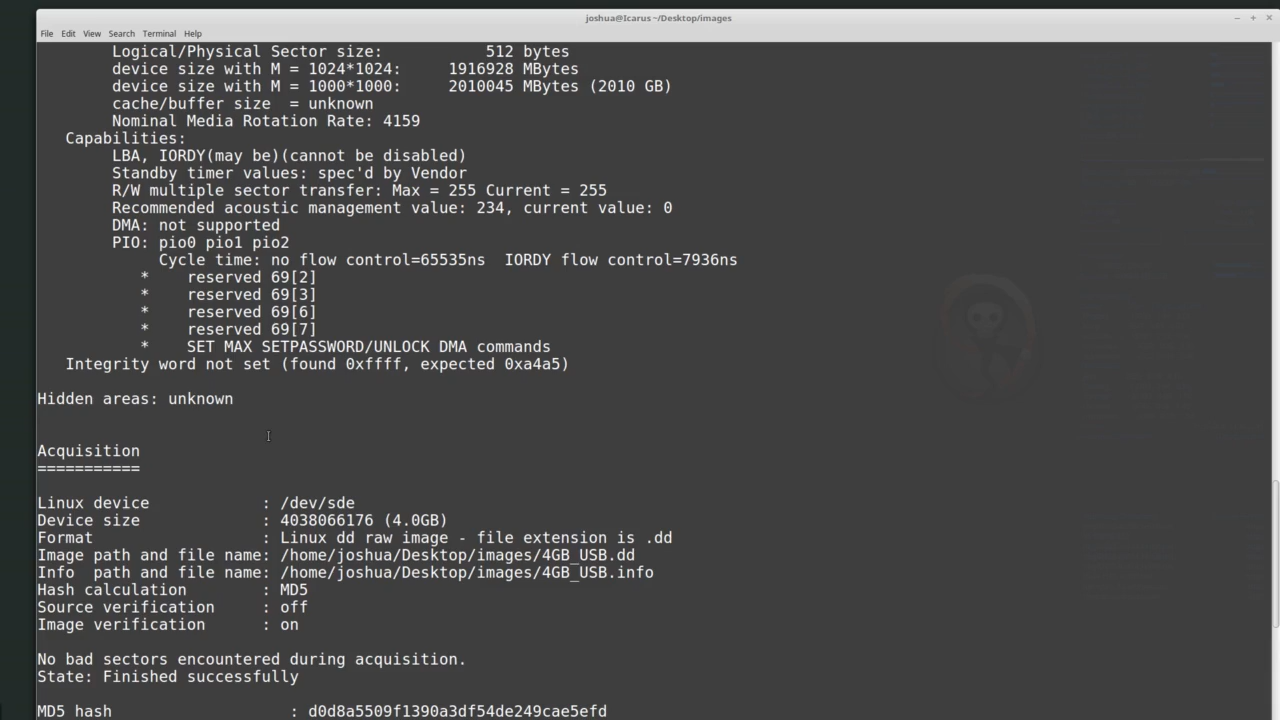 joshua@Icarus:~/Desktop/images
File Edit View Search Terminal Help
Logical/Physical Sector size: 512 bytes
device size with M = 1024*1024: 1916928 MBytes
device size with M = 1000*1000: 2010045 MBytes (2010 GB)
cache/buffer size = unknown
Nominal Media Rotation Rate: 4159
Capabilities:
LBA, IORDY(may be)(cannot be disabled)
Standby timer values: spec'd by Vendor
R/W multiple sector transfer: Max = 255 Current = 255
Recommended acoustic management value: 234, current value: 0
DMA: not supported
PIO: pio0 pio1 pio2
Cycle time: no flow control=65535ns IORDY flow control=7936ns
* reserved 69[2]
* reserved 69[3]
* reserved 69[6]
* reserved 69[7]
* SET MAX SETPASSWORD/UNLOCK DMA commands
Integrity word not set (found 0xffff, expected 0xa4a5)
Hidden areas: unknown
Acquisition
===========
Linux device : /dev/sde
Device size : 4038066176 (4.0GB)
Format : Linux dd raw image - file extension is .dd
Image path and file name: /home/joshua/Desktop/images/4GB_USB.dd
Info path and file name: /home/joshua/Desktop/images/4GB_USB.info
Hash calculation : MD5
Source verification : off
Image verification : on
No bad sectors encountered during acquisition.
State: Finished successfully
MD5 hash : d0d8a5509f1390a3df54de249cae5efd